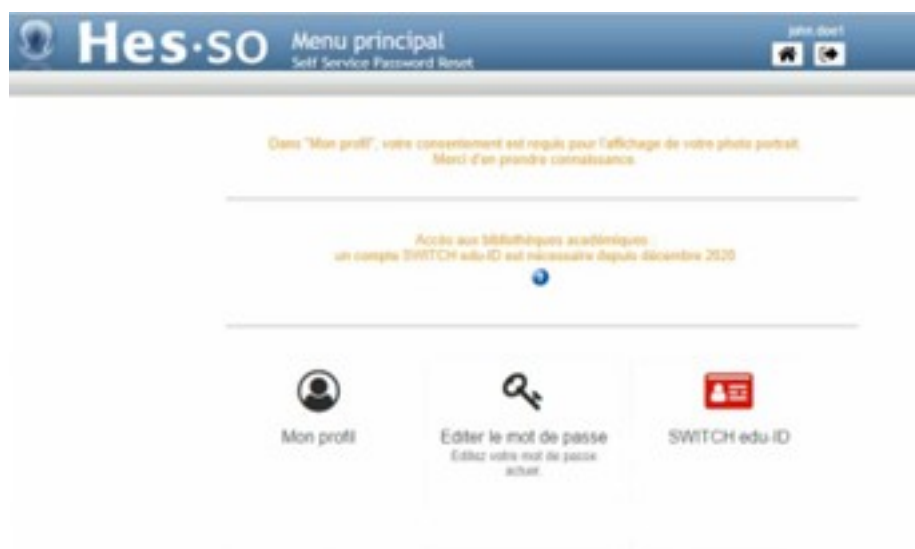 Hes·so
Menu principal
Self Service Password Reset
john.doe1
Dans "Mon profil", votre consentement est requis pour l'affichage de votre photo portrait.
Merci d'en prendre connaissance.
Accès aux bibliothèques académiques
un compte SWITCH edu-ID est nécessaire depuis décembre 2020
Mon profil
Editer le mot de passe
Editez votre mot de passe
actuel.
SWITCH edu-ID